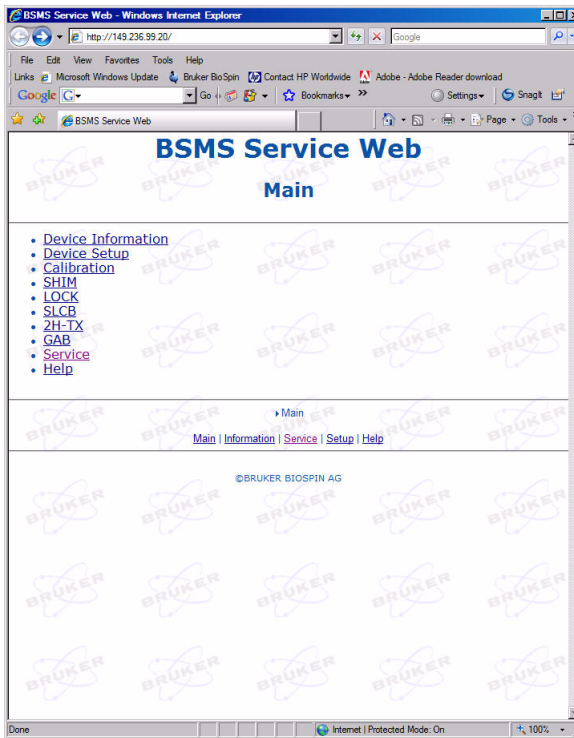 BSMS Service Web - Windows Internet Explorer
http://149.236.99.20/
Google
File Edit View Favorites Tools Help
Links Microsoft Windows Update Bruker BioSpin Contact HP Worldwide Adobe - Adobe Reader download
Google G Go Bookmarks Settings SnagIt
BSMS Service Web Page Tools
BSMS Service Web
Main
Device Information
Device Setup
Calibration
SHIM
LOCK
SLCB
2H-TX
GAB
Service
Help
Main
Main | Information | Service | Setup | Help
©BRUKER BIOSPIN AG
BRUKER
Done Internet | Protected Mode: On 100%